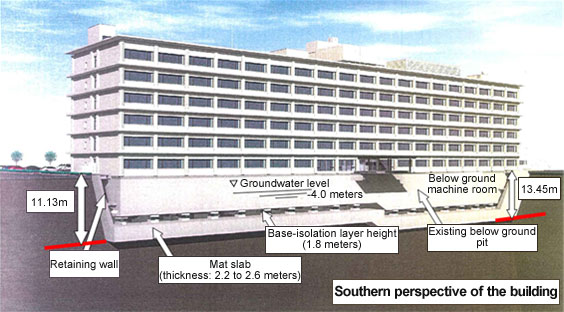 ▽ Groundwater level
-4.0 meters
Below ground
machine room
11.13m
13.45m
Base-isolation layer height
(1.8 meters)
Existing below ground
pit
Retaining wall
Mat slab
(thickness: 2.2 to 2.6 meters)
Southern perspective of the building